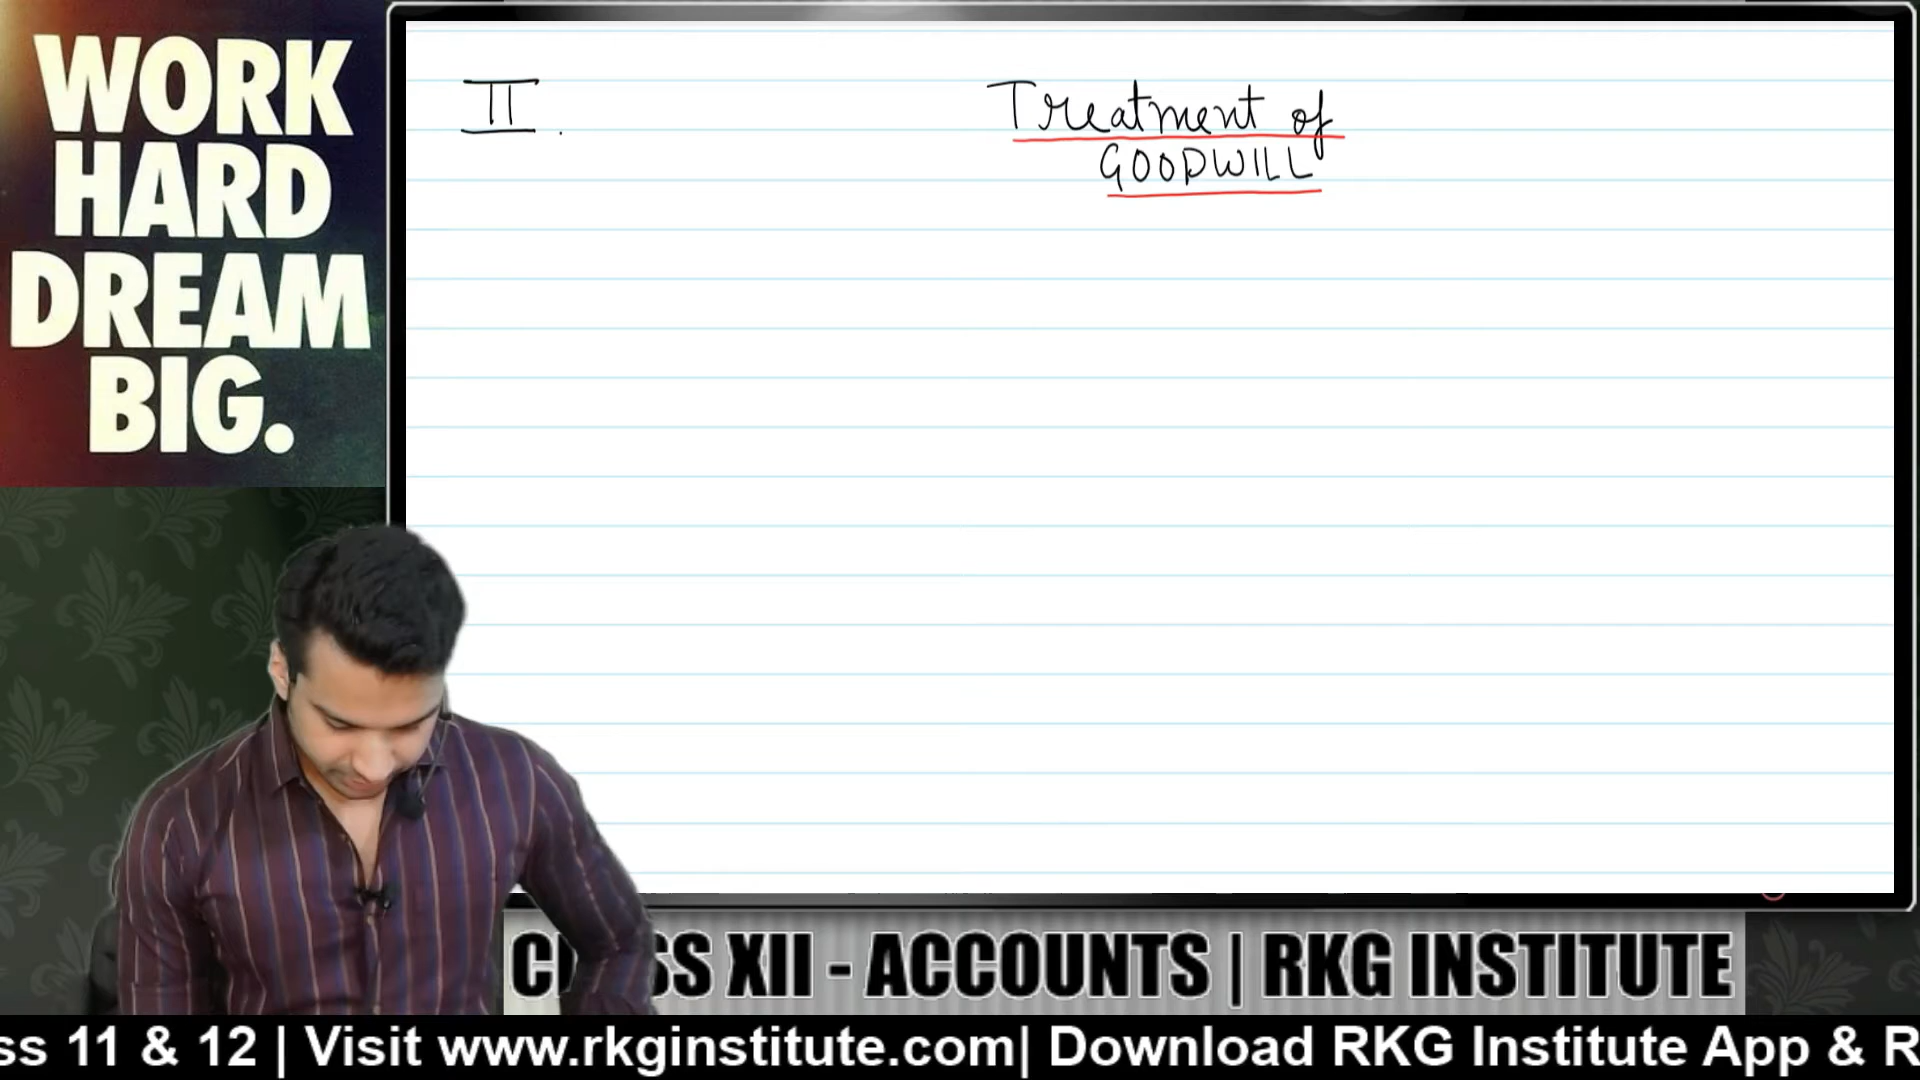 WORK
HARD
DREAM
BIG.
II.
Treatment of
GOODWILL
SS XII - ACCOUNTS | RKG INSTITUTE
ss 11 & 12 | Visit www.rkginstitute.com| Download RKG Institute App & R